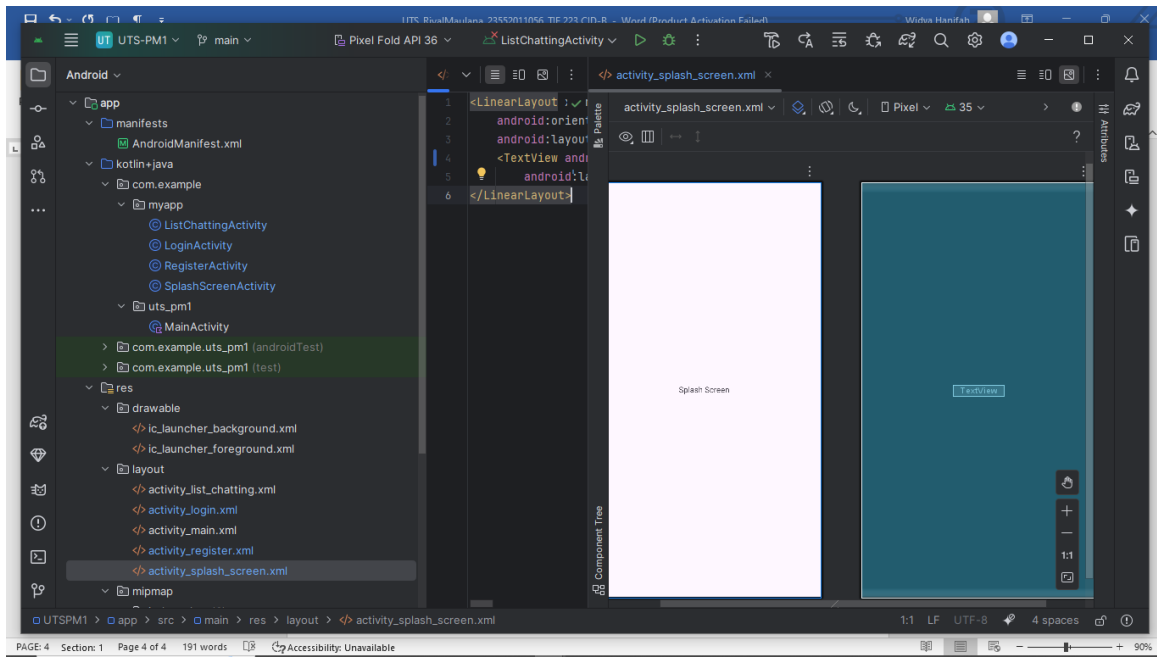 UTS_RivalMaulana_23552011056_TIF 223 CID-B - Word (Product Activation Failed)
Widya Hanifah
UT UTS-PM1
main
Pixel Fold API 36
ListChattingActivity
Android
activity_splash_screen.xml
app
manifests
AndroidManifest.xml
kotlin+java
com.example
myapp
ListChattingActivity
LoginActivity
RegisterActivity
SplashScreenActivity
uts_pm1
MainActivity
com.example.uts_pm1 (androidTest)
com.example.uts_pm1 (test)
res
drawable
ic_launcher_background.xml
ic_launcher_foreground.xml
layout
activity_list_chatting.xml
activity_login.xml
activity_main.xml
activity_register.xml
activity_splash_screen.xml
mipmap
1 <LinearLayout
2 android:orien
3 android:layou
4 <TextView and
5 android:la
6 </LinearLayout>
Palette
activity_splash_screen.xml
Pixel
35
Attributes
Splash Screen
TextView
1:1
Component Tree
UTSPM1 > app > src > main > res > layout > activity_splash_screen.xml
1:1 LF UTF-8 4 spaces
PAGE: 4 Section: 1 Page 4 of 4 191 words Accessibility: Unavailable
90%